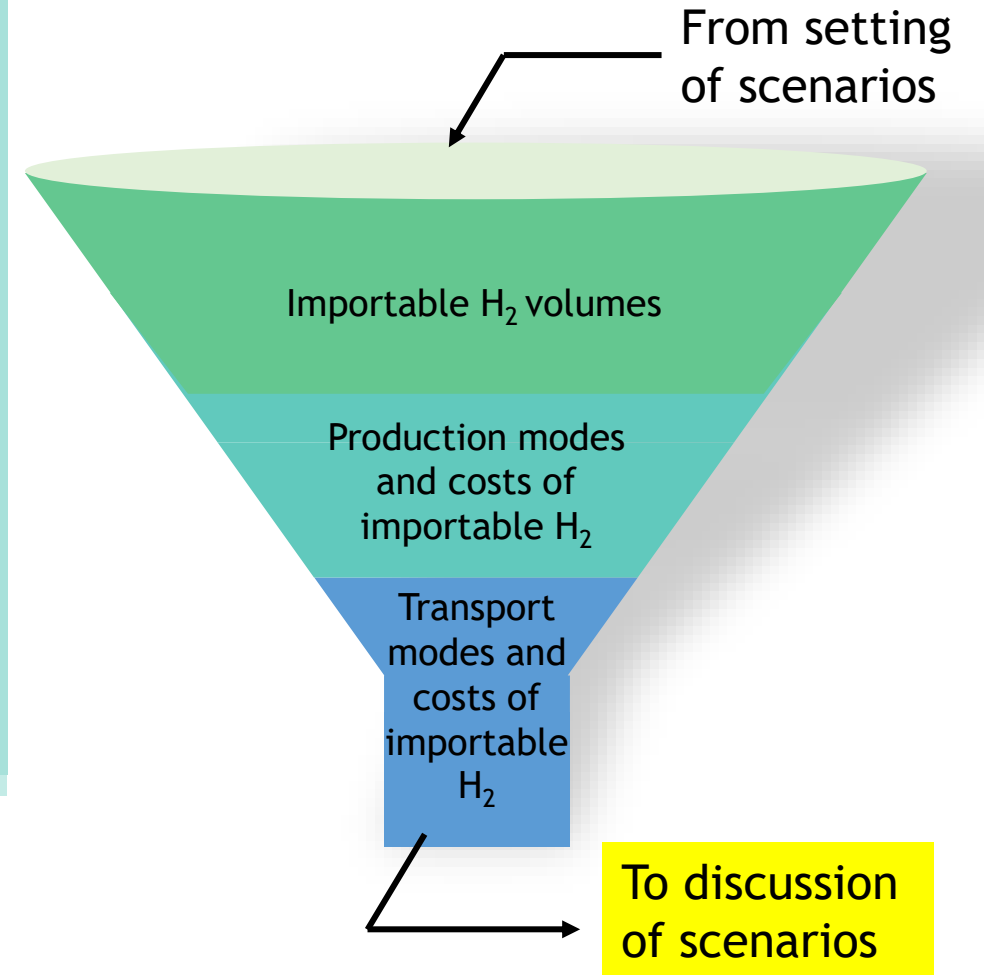 From setting
of scenarios
Importable H₂ volumes
Production modes
and costs of
importable H₂
Transport
modes and
costs of
importable
H₂
To discussion
of scenarios